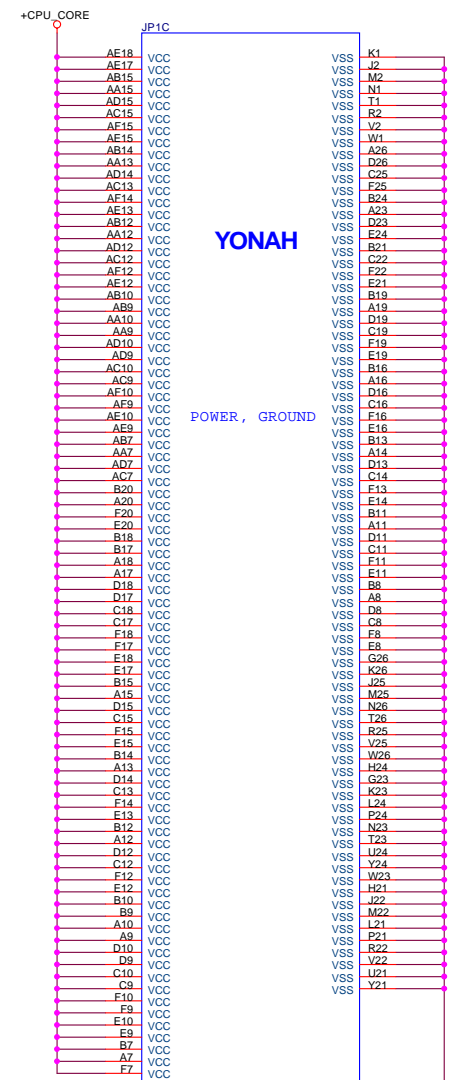 +CPU_CORE
JP1C
AE18 VCC VSS K1
AE17 VCC VSS J2
AB15 VCC VSS M2
AA15 VCC VSS N1
AD15 VCC VSS T1
AC15 VCC VSS R2
AF15 VCC VSS V2
AE15 VCC VSS W1
AB14 VCC VSS A26
AA13 VCC VSS D26
AD14 VCC VSS C25
AC13 VCC VSS F25
AF14 VCC VSS B24
AE13 VCC VSS A23
AB12 VCC VSS D23
AA12 VCC YONAH VSS E24
AD12 VCC VSS B21
AC12 VCC VSS C22
AF12 VCC VSS F22
AE12 VCC VSS E21
AB10 VCC VSS B19
AB9 VCC VSS A19
AA10 VCC VSS D19
AA9 VCC VSS C19
AD10 VCC VSS F19
AD9 VCC VSS E19
AC10 VCC VSS B16
AC9 VCC VSS A16
AF10 VCC VSS D16
AF9 VCC VSS C16
AE10 VCC POWER, GROUND VSS F16
AE9 VCC VSS E16
AB7 VCC VSS B13
AA7 VCC VSS A14
AD7 VCC VSS D13
AC7 VCC VSS C14
B20 VCC VSS F13
A20 VCC VSS E14
F20 VCC VSS B11
E20 VCC VSS A11
B18 VCC VSS D11
B17 VCC VSS C11
A18 VCC VSS F11
A17 VCC VSS E11
D18 VCC VSS B8
D17 VCC VSS A8
C18 VCC VSS D8
C17 VCC VSS C8
F18 VCC VSS F8
F17 VCC VSS E8
E18 VCC VSS G26
E17 VCC VSS K26
B15 VCC VSS J25
A15 VCC VSS M25
D15 VCC VSS N26
C15 VCC VSS T26
F15 VCC VSS R25
E15 VCC VSS V25
B14 VCC VSS W26
A13 VCC VSS H24
D14 VCC VSS G23
C13 VCC VSS K23
F14 VCC VSS L24
E13 VCC VSS P24
B12 VCC VSS N23
A12 VCC VSS T23
D12 VCC VSS U24
C12 VCC VSS Y24
F12 VCC VSS W23
E12 VCC VSS H21
B10 VCC VSS J22
B9 VCC VSS M22
A10 VCC VSS L21
A9 VCC VSS P21
D10 VCC VSS R22
D9 VCC VSS V22
C10 VCC VSS U21
C9 VCC VSS Y21
F10 VCC
F9 VCC
E10 VCC
E9 VCC
B7 VCC
A7 VCC
F7 VCC